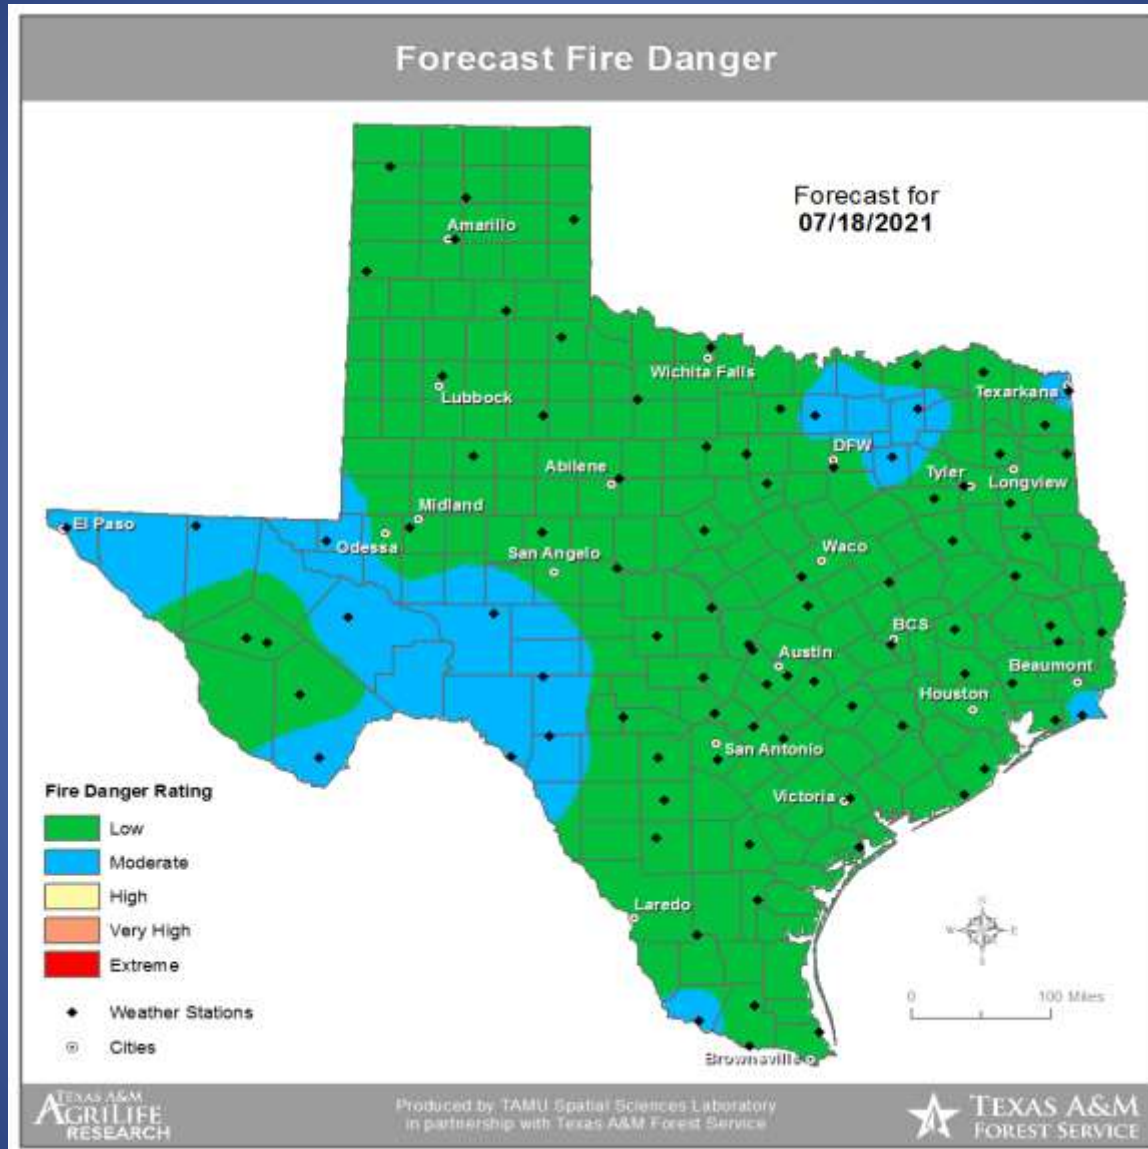 Forecast Fire Danger
Forecast for
07/18/2021
Amarillo
Wichita Falls
Lubbock
Texarkana
DFW
Abilene
Tyler
Longview
Midland
El Paso
Odessa
San Angelo
Waco
BCS
Austin
Beaumont
Houston
San Antonio
Victoria
Laredo
Brownsville
Fire Danger Rating
Low
Moderate
High
Very High
Extreme
Weather Stations
Cities
N
W
E
S
0
100 Miles
TEXAS A&M
AGRILIFE
RESEARCH
Produced by TAMU Spatial Sciences Laboratory
in partnership with Texas A&M Forest Service
TEXAS A&M
FOREST SERVICE